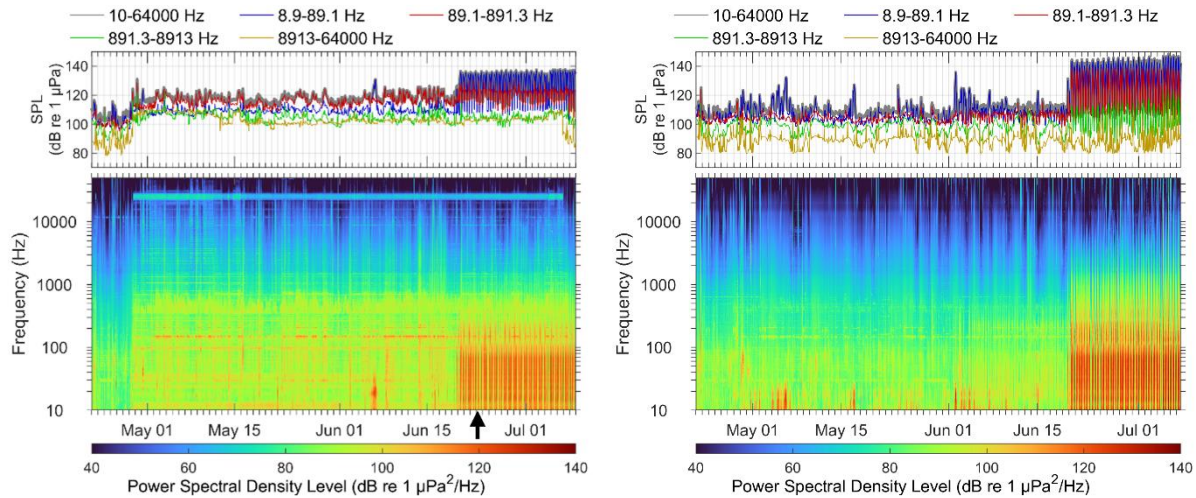 10-64000 Hz 8.9-89.1 Hz 89.1-891.3 Hz
891.3-8913 Hz 8913-64000 Hz
140
120
100
80
SPL
(dB re 1 µPa)
10000
1000
100
10
Frequency (Hz)
May 01 May 15 Jun 01 Jun 15 Jul 01
40 60 80 100 120 140
Power Spectral Density Level (dB re 1 µPa²/Hz)
10-64000 Hz 8.9-89.1 Hz 89.1-891.3 Hz
891.3-8913 Hz 8913-64000 Hz
140
120
100
80
SPL
(dB re 1 µPa)
10000
1000
100
10
Frequency (Hz)
May 01 May 15 Jun 01 Jun 15 Jul 01
40 60 80 100 120 140
Power Spectral Density Level (dB re 1 µPa²/Hz)